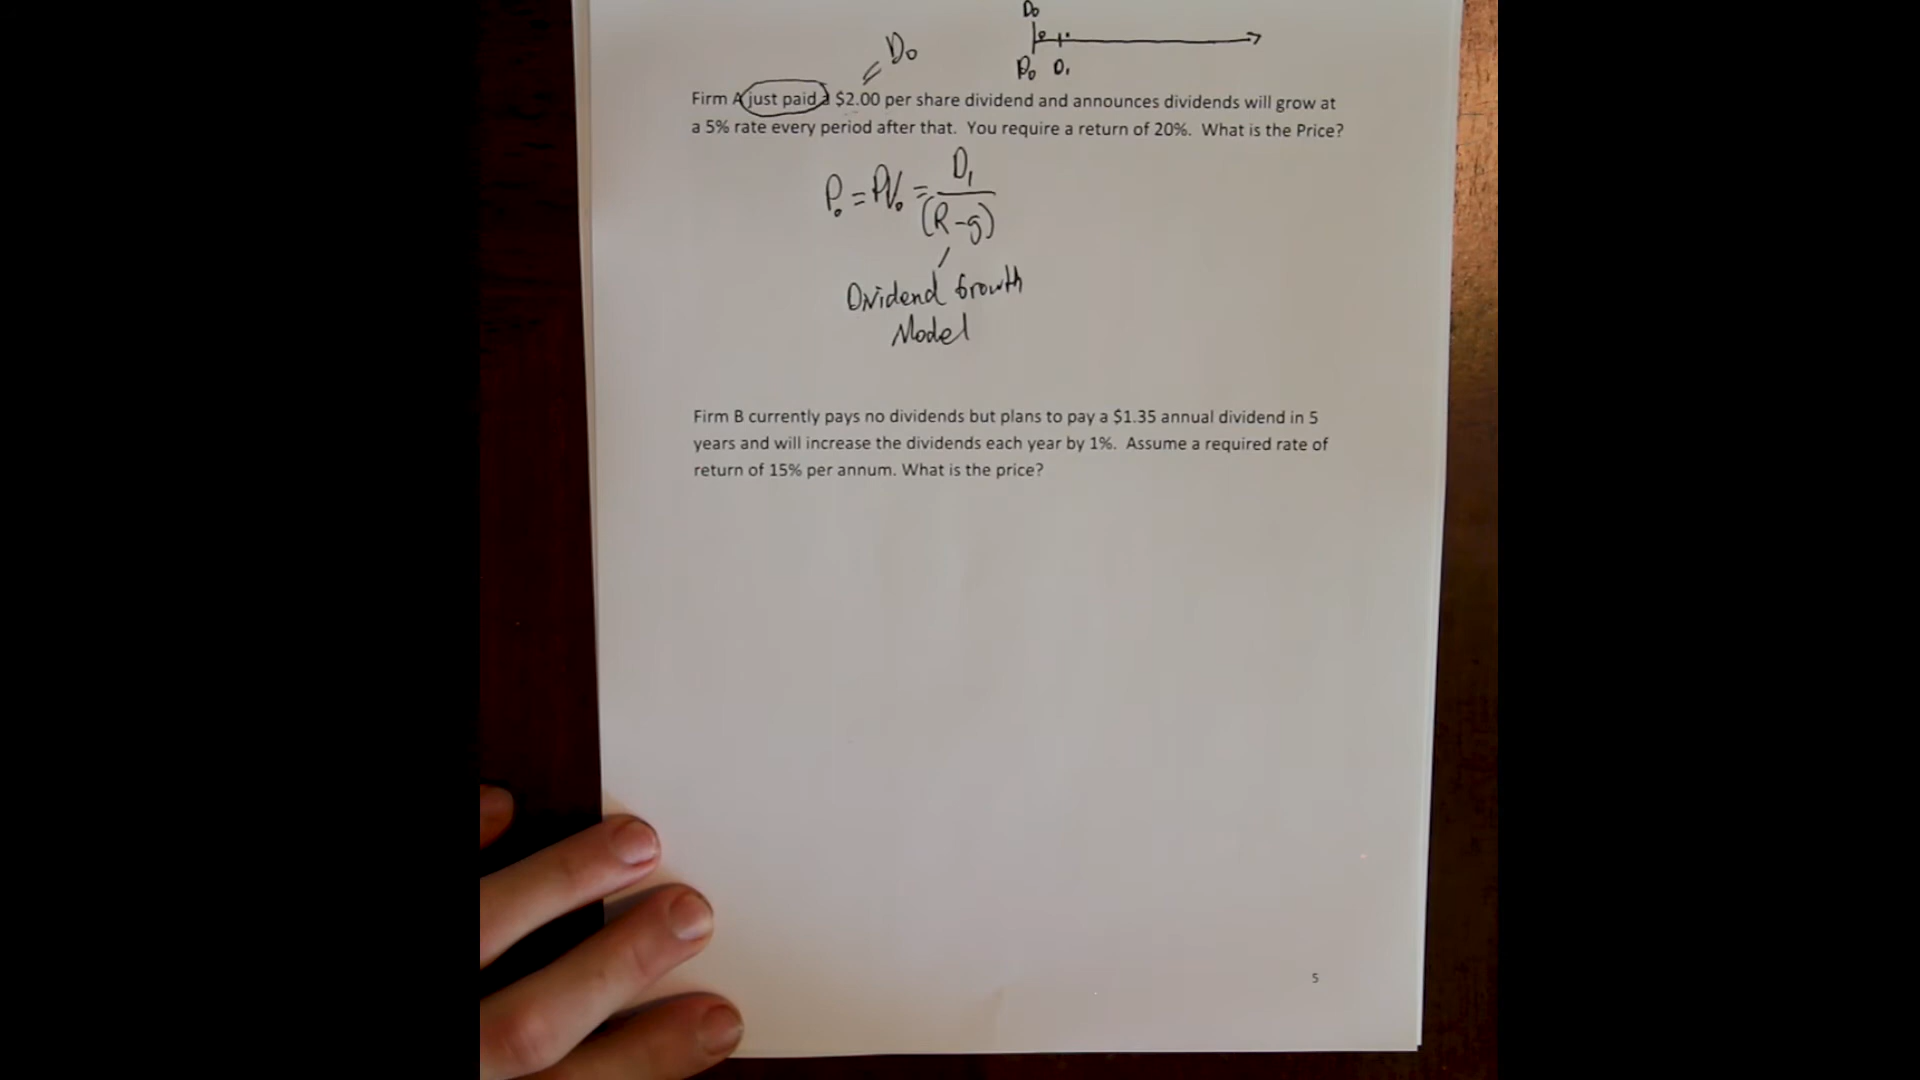 D₀
D₀
P₀ D₁
Firm A just paid a $2.00 per share dividend and announces dividends will grow at
a 5% rate every period after that. You require a return of 20%. What is the Price?
P₀ = PV₀ = D₁
(R-g)
Dividend Growth
Model
Firm B currently pays no dividends but plans to pay a $1.35 annual dividend in 5
years and will increase the dividends each year by 1%. Assume a required rate of
return of 15% per annum. What is the price?
5